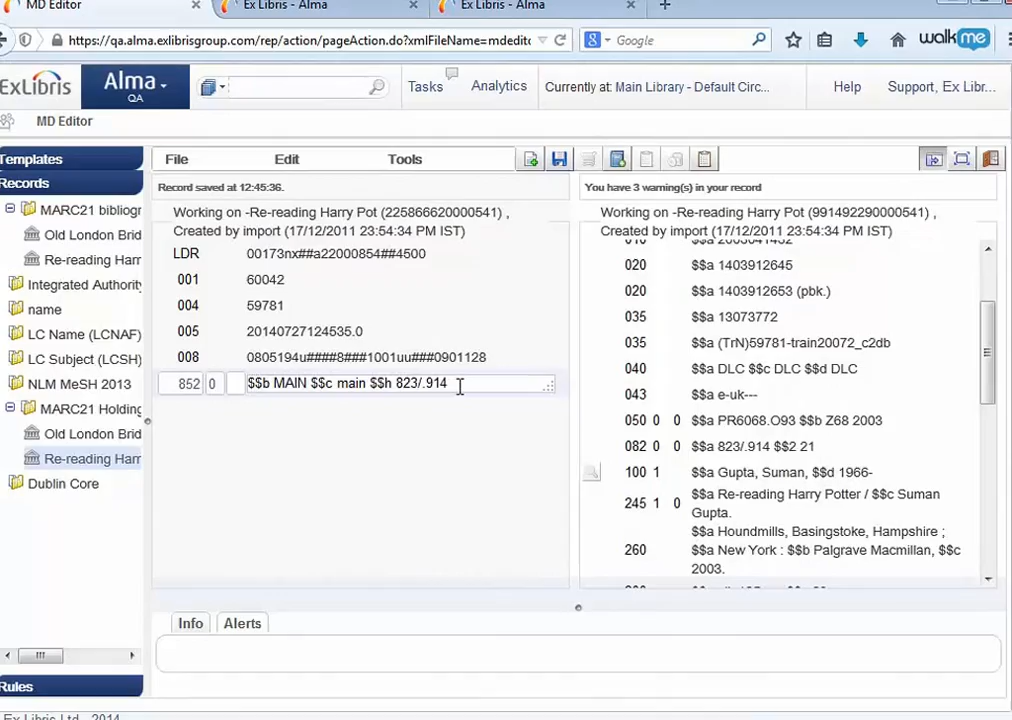 MD Editor
Ex Libris - Alma
Ex Libris - Alma
https://qa.alma.exlibrisgroup.com/rep/action/pageAction.do?xmlFileName=mdedito
Google
walkme
ExLibris
Alma
QA
Tasks
Analytics
Currently at: Main Library - Default Circ...
Help
Support, Ex Libr...
MD Editor
Templates
Records
MARC21 bibliogr
Old London Brid
Re-reading Harr
Integrated Authority
name
LC Name (LCNAF)
LC Subject (LCSH)
NLM MeSH 2013
MARC21 Holding
Old London Brid
Re-reading Harr
Dublin Core
Rules
File
Edit
Tools
Record saved at 12:45:36.
Working on -Re-reading Harry Pot (225866620000541) ,
Created by import (17/12/2011 23:54:34 PM IST)
LDR 00173nx##a22000854##4500
001 60042
004 59781
005 20140727124535.0
008 0805194u####8###1001uu###0901128
852 0 $$b MAIN $$c main $$h 823/.914
You have 3 warning(s) in your record
Working on -Re-reading Harry Pot (991492290000541) ,
Created by import (17/12/2011 23:54:34 PM IST)
010 $$a 2003041432
020 $$a 1403912645
020 $$a 1403912653 (pbk.)
035 $$a 13073772
035 $$a (TrN)59781-train20072_c2db
040 $$a DLC $$c DLC $$d DLC
043 $$a e-uk---
050 0 0 $$a PR6068.O93 $$b Z68 2003
082 0 0 $$a 823/.914 $$2 21
100 1 $$a Gupta, Suman, $$d 1966-
245 1 0 $$a Re-reading Harry Potter / $$c Suman
Gupta.
260 $$a Houndmills, Basingstoke, Hampshire ;
$$a New York : $$b Palgrave Macmillan, $$c
2003.
Info
Alerts
Ex Libris Ltd., 2014